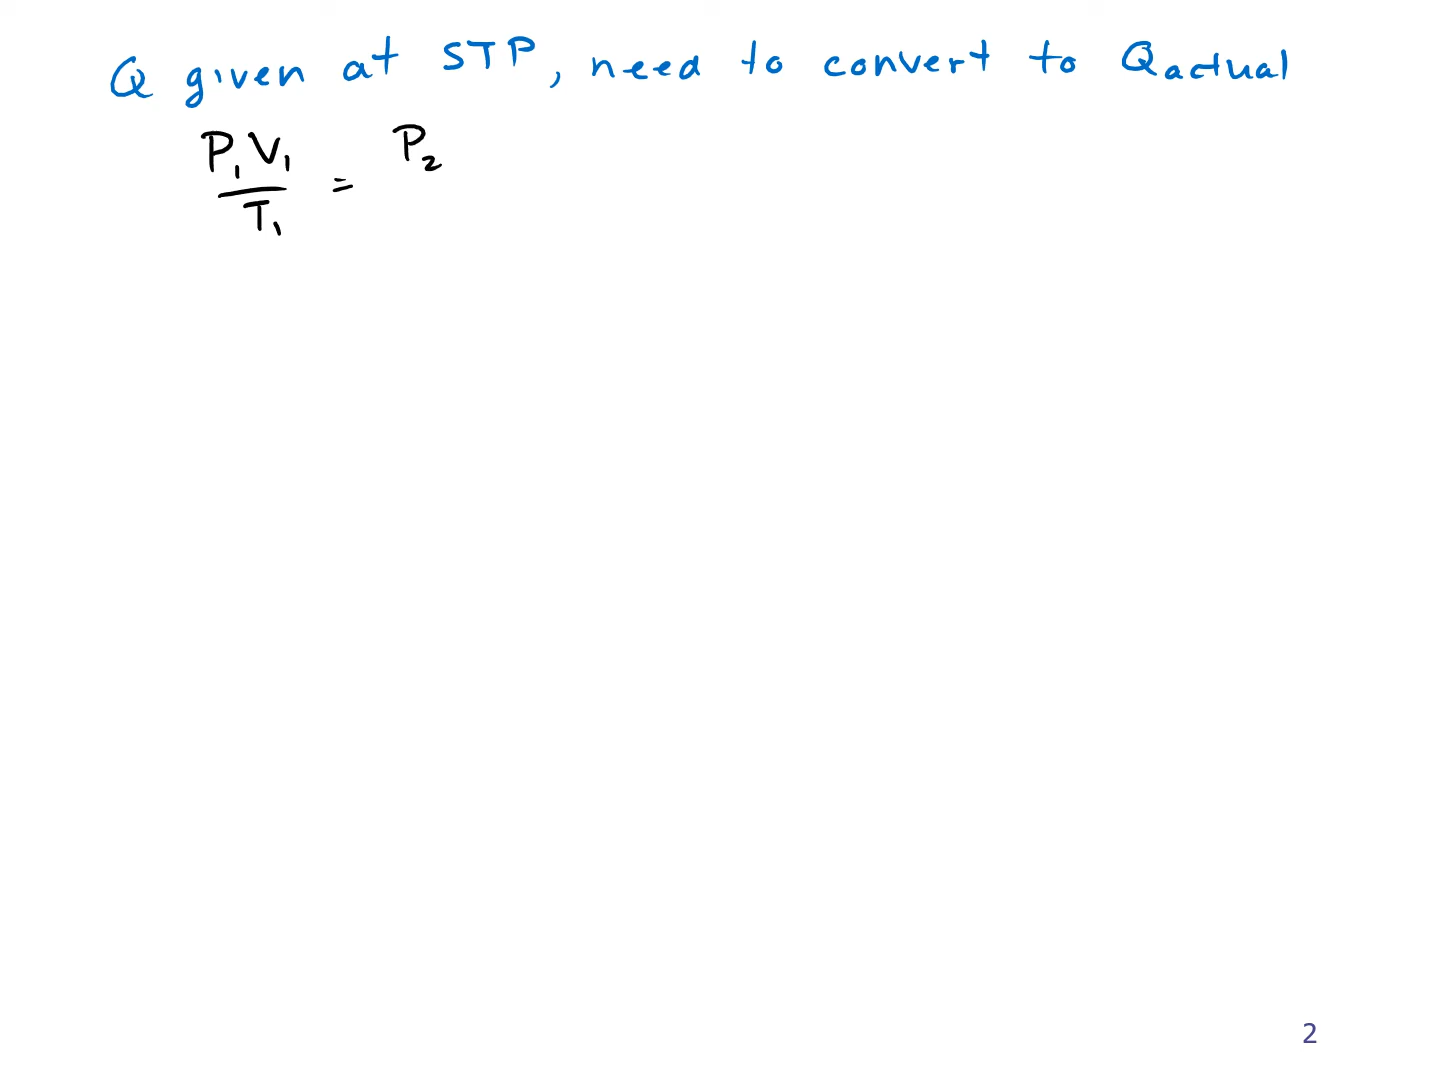 Q given at STP, need to convert to Qactual
P₁V₁/T₁ = P₂
2